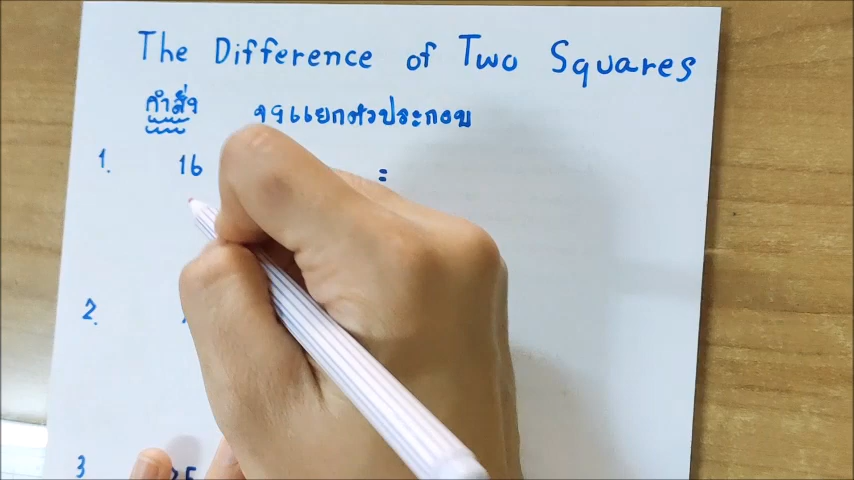 The Difference of Two Squares
คำสั่ง จงแยกตัวประกอบ
1. 16 =
2.
3